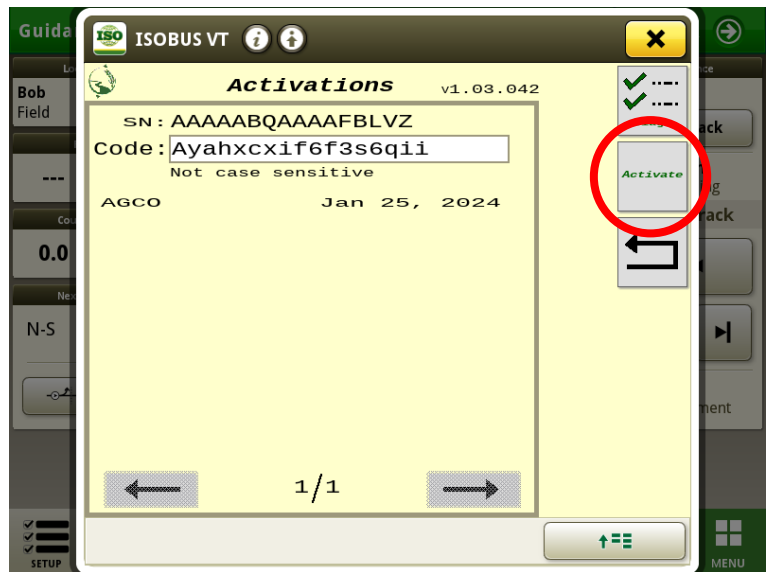 Guida
ISO ISOBUS VT
Bob
Field
Activations v1.03.042
SN: AAAAABQAAAAFBLVZ
Code: Ayahxcxif6f3s6qii
Not case sensitive
AGCO Jan 25, 2024
Activate
ack
rack
---
0.0
Nex
N-S
ment
1/1
SETUP
MENU